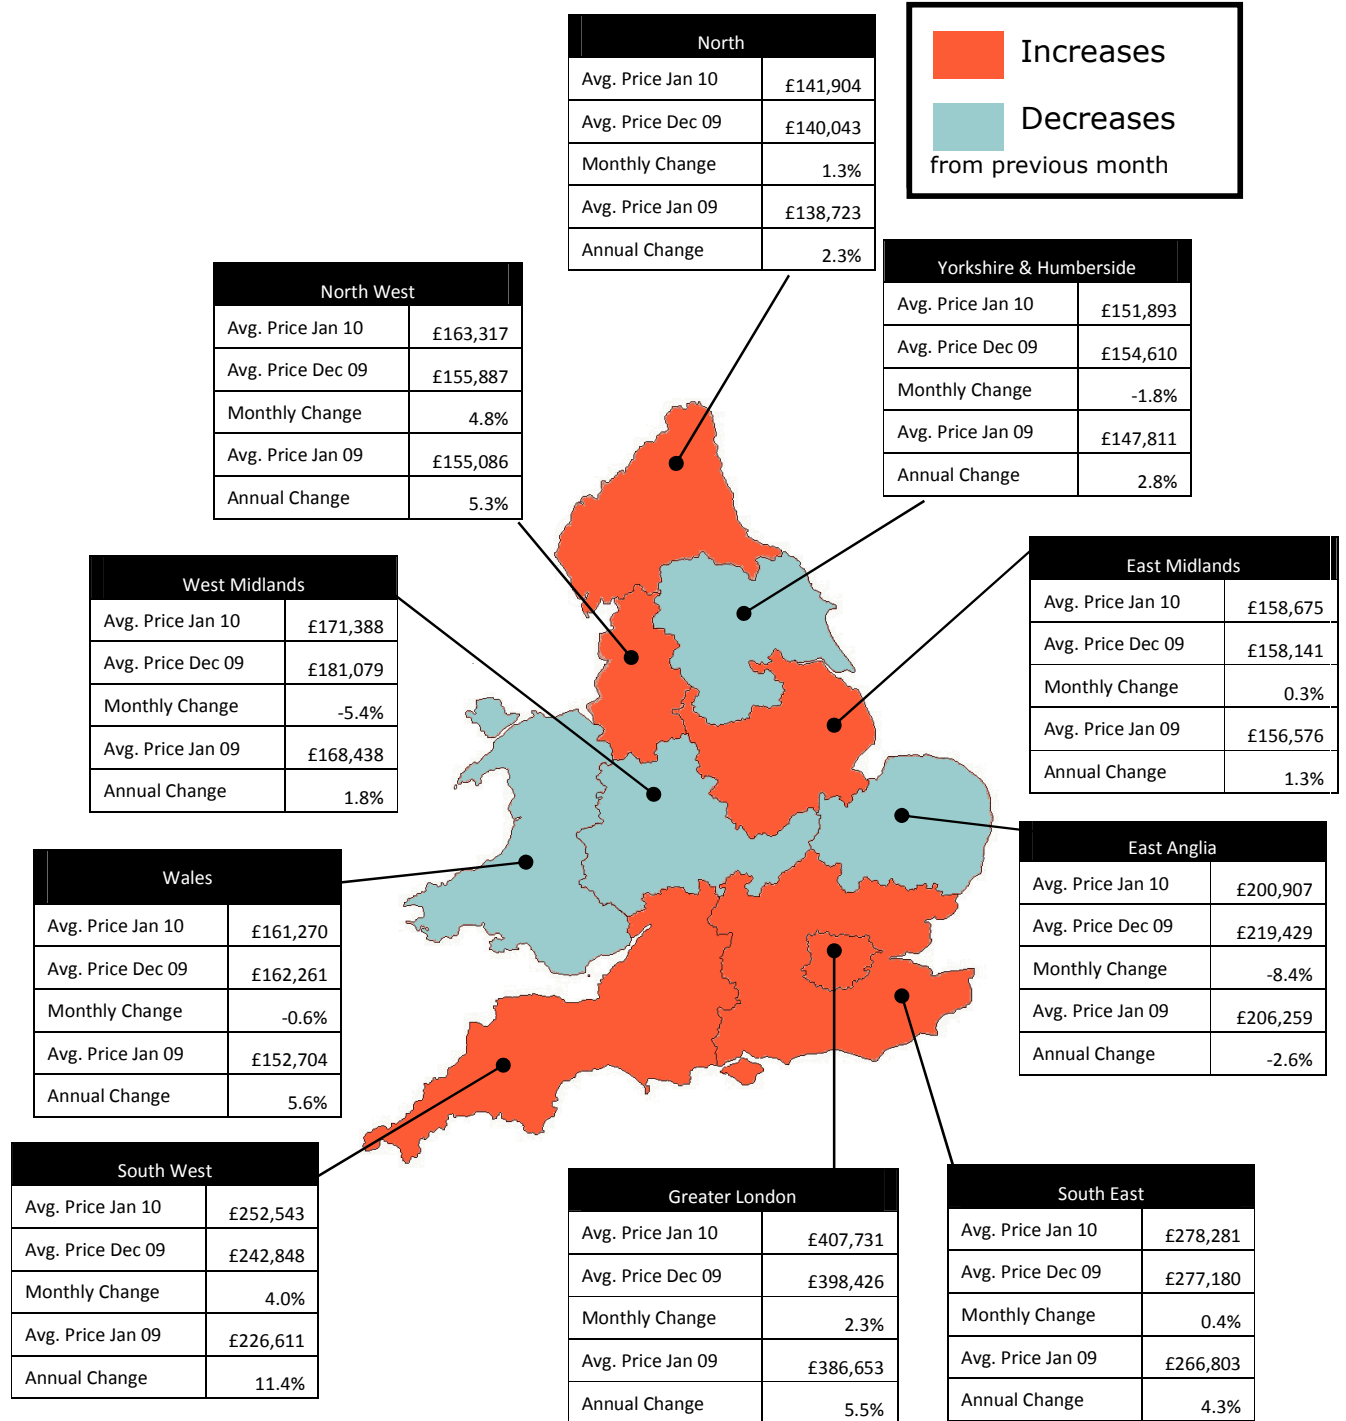 North
Avg. Price Jan 10 £141,904
Avg. Price Dec 09 £140,043
Monthly Change 1.3%
Avg. Price Jan 09 £138,723
Annual Change 2.3%
Increases
Decreases
from previous month
North West
Avg. Price Jan 10 £163,317
Avg. Price Dec 09 £155,887
Monthly Change 4.8%
Avg. Price Jan 09 £155,086
Annual Change 5.3%
Yorkshire & Humberside
Avg. Price Jan 10 £151,893
Avg. Price Dec 09 £154,610
Monthly Change -1.8%
Avg. Price Jan 09 £147,811
Annual Change 2.8%
West Midlands
Avg. Price Jan 10 £171,388
Avg. Price Dec 09 £181,079
Monthly Change -5.4%
Avg. Price Jan 09 £168,438
Annual Change 1.8%
East Midlands
Avg. Price Jan 10 £158,675
Avg. Price Dec 09 £158,141
Monthly Change 0.3%
Avg. Price Jan 09 £156,576
Annual Change 1.3%
Wales
Avg. Price Jan 10 £161,270
Avg. Price Dec 09 £162,261
Monthly Change -0.6%
Avg. Price Jan 09 £152,704
Annual Change 5.6%
East Anglia
Avg. Price Jan 10 £200,907
Avg. Price Dec 09 £219,429
Monthly Change -8.4%
Avg. Price Jan 09 £206,259
Annual Change -2.6%
South West
Avg. Price Jan 10 £252,543
Avg. Price Dec 09 £242,848
Monthly Change 4.0%
Avg. Price Jan 09 £226,611
Annual Change 11.4%
Greater London
Avg. Price Jan 10 £407,731
Avg. Price Dec 09 £398,426
Monthly Change 2.3%
Avg. Price Jan 09 £386,653
Annual Change 5.5%
South East
Avg. Price Jan 10 £278,281
Avg. Price Dec 09 £277,180
Monthly Change 0.4%
Avg. Price Jan 09 £266,803
Annual Change 4.3%